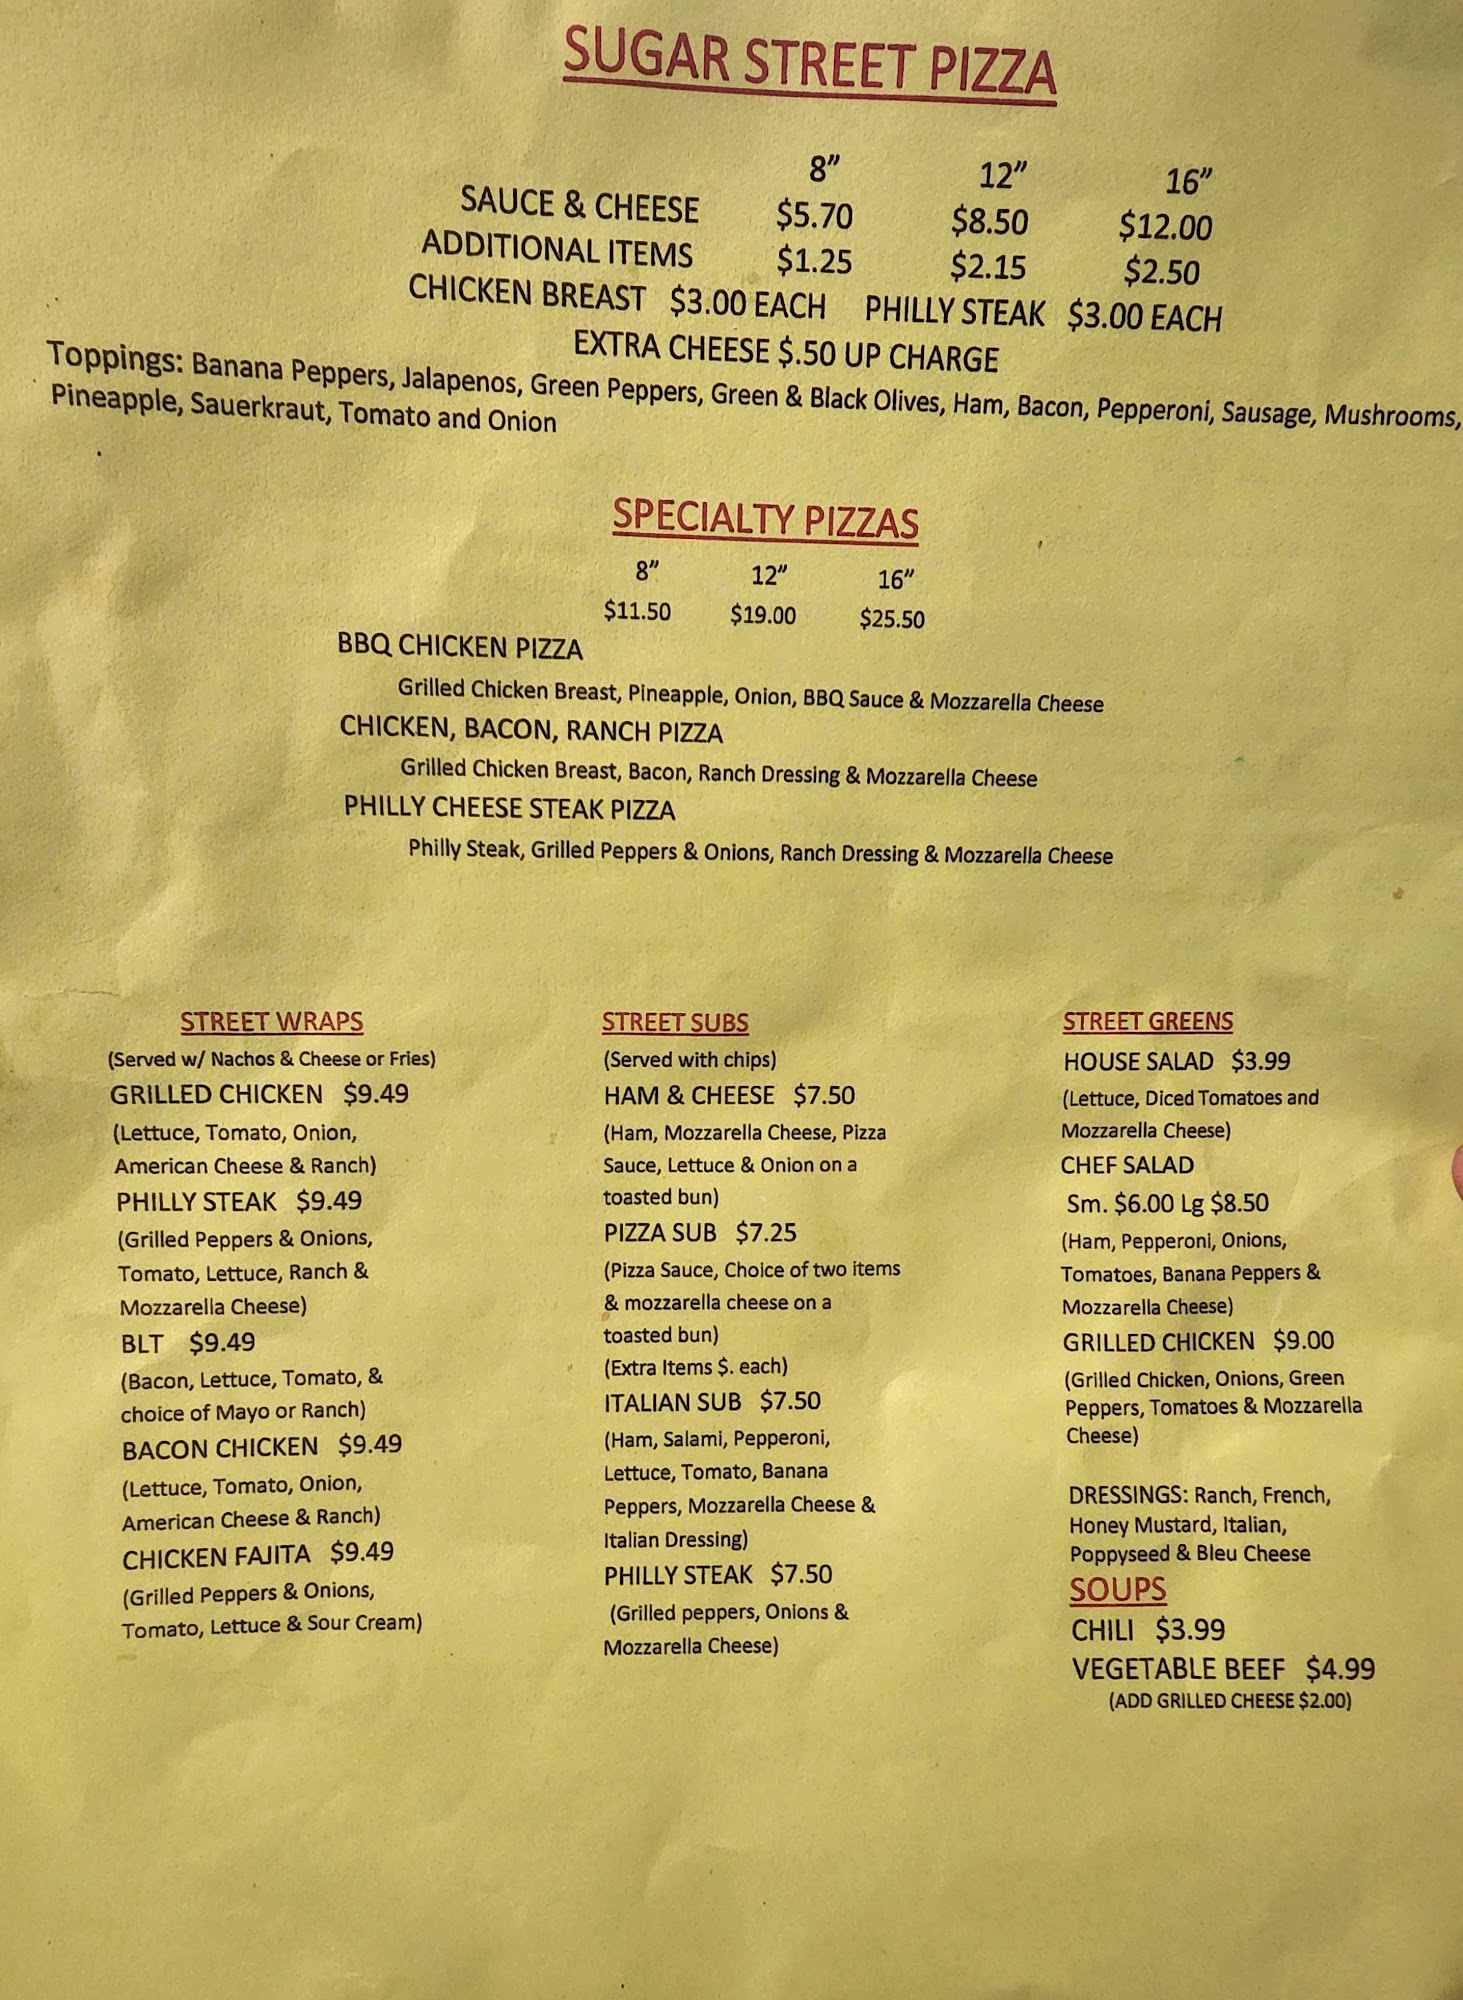 SUGAR STREET PIZZA
8" 12" 16"
SAUCE & CHEESE $5.70 $8.50 $12.00
ADDITIONAL ITEMS $1.25 $2.15 $2.50
CHICKEN BREAST $3.00 EACH PHILLY STEAK $3.00 EACH
EXTRA CHEESE $.50 UP CHARGE
Toppings: Banana Peppers, Jalapenos, Green Peppers, Green & Black Olives, Ham, Bacon, Pepperoni, Sausage, Mushrooms,
Pineapple, Sauerkraut, Tomato and Onion
SPECIALTY PIZZAS
8" 12" 16"
$11.50 $19.00 $25.50
BBQ CHICKEN PIZZA
Grilled Chicken Breast, Pineapple, Onion, BBQ Sauce & Mozzarella Cheese
CHICKEN, BACON, RANCH PIZZA
Grilled Chicken Breast, Bacon, Ranch Dressing & Mozzarella Cheese
PHILLY CHEESE STEAK PIZZA
Philly Steak, Grilled Peppers & Onions, Ranch Dressing & Mozzarella Cheese
STREET WRAPS
(Served w/ Nachos & Cheese or Fries)
GRILLED CHICKEN $9.49
(Lettuce, Tomato, Onion,
American Cheese & Ranch)
PHILLY STEAK $9.49
(Grilled Peppers & Onions,
Tomato, Lettuce, Ranch &
Mozzarella Cheese)
BLT $9.49
(Bacon, Lettuce, Tomato, &
choice of Mayo or Ranch)
BACON CHICKEN $9.49
(Lettuce, Tomato, Onion,
American Cheese & Ranch)
CHICKEN FAJITA $9.49
(Grilled Peppers & Onions,
Tomato, Lettuce & Sour Cream)
STREET SUBS
(Served with chips)
HAM & CHEESE $7.50
(Ham, Mozzarella Cheese, Pizza
Sauce, Lettuce & Onion on a
toasted bun)
PIZZA SUB $7.25
(Pizza Sauce, Choice of two items
& mozzarella cheese on a
toasted bun)
(Extra Items $. each)
ITALIAN SUB $7.50
(Ham, Salami, Pepperoni,
Lettuce, Tomato, Banana
Peppers, Mozzarella Cheese &
Italian Dressing)
PHILLY STEAK $7.50
(Grilled peppers, Onions &
Mozzarella Cheese)
STREET GREENS
HOUSE SALAD $3.99
(Lettuce, Diced Tomatoes and
Mozzarella Cheese)
CHEF SALAD
Sm. $6.00 Lg $8.50
(Ham, Pepperoni, Onions,
Tomatoes, Banana Peppers &
Mozzarella Cheese)
GRILLED CHICKEN $9.00
(Grilled Chicken, Onions, Green
Peppers, Tomatoes & Mozzarella
Cheese)
DRESSINGS: Ranch, French,
Honey Mustard, Italian,
Poppyseed & Bleu Cheese
SOUPS
CHILI $3.99
VEGETABLE BEEF $4.99
(ADD GRILLED CHEESE $2.00)